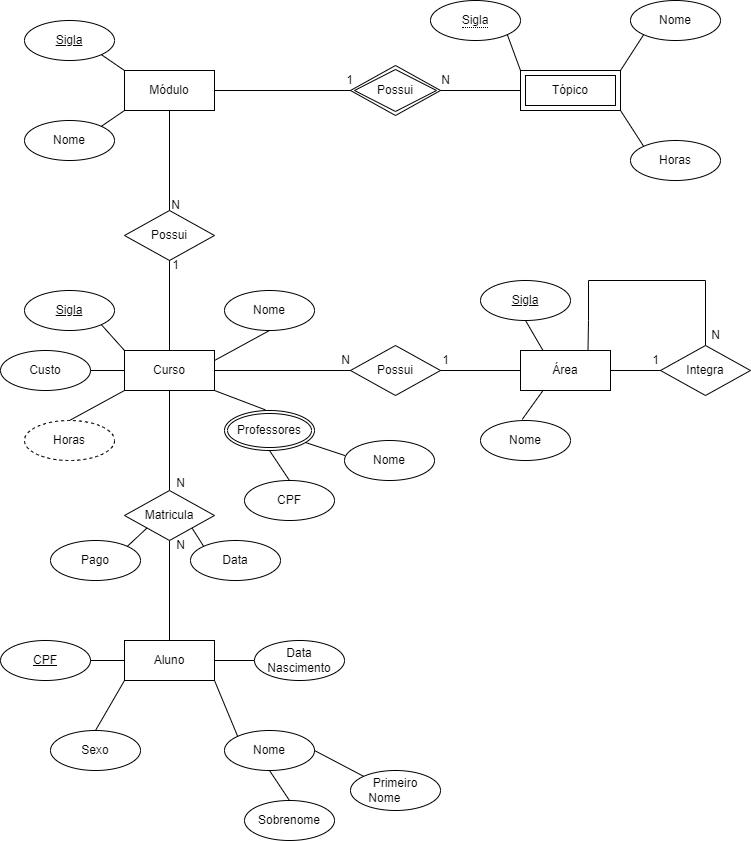 Sigla
Sigla
Nome
Módulo
1
Possui
N
Tópico
Nome
Horas
N
Possui
1
Sigla
Nome
Sigla
N
Custo
Curso
N
Possui
1
Área
1
Integra
Horas
Professores
Nome
Nome
N
CPF
Matricula
N
Pago
Data
CPF
Aluno
Data
Nascimento
Sexo
Nome
Primeiro
Nome
Sobrenome